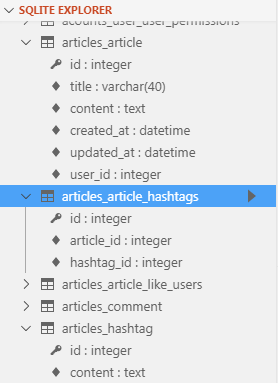 SQLITE EXPLORER
acounts_user_user_permissions
articles_article
id : integer
title : varchar(40)
content : text
created_at : datetime
updated_at : datetime
user_id : integer
articles_article_hashtags
id : integer
article_id : integer
hashtag_id : integer
articles_article_like_users
articles_comment
articles_hashtag
id : integer
content : text